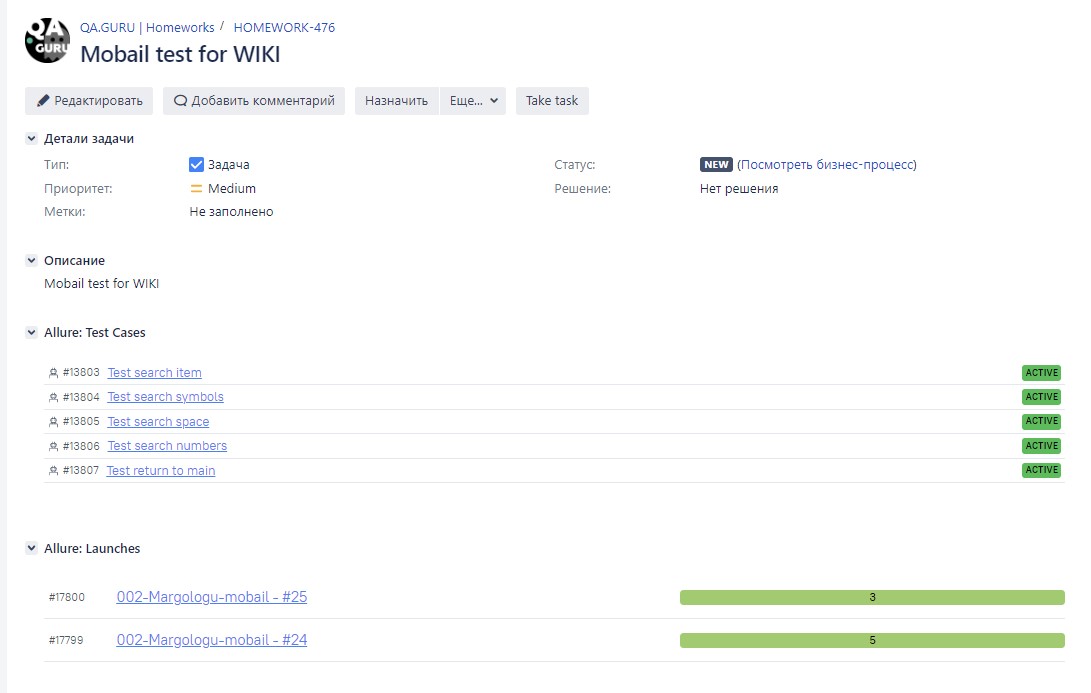 QA
GURU
QA.GURU | Homeworks / HOMEWORK-476
Mobail test for WIKI
Редактировать Добавить комментарий Назначить Еще... Take task
Детали задачи
Тип: Задача Статус: NEW (Посмотреть бизнес-процесс)
Приоритет: Medium Решение: Нет решения
Метки: Не заполнено
Описание
Mobail test for WIKI
Allure: Test Cases
#13803 Test search item ACTIVE
#13804 Test search symbols ACTIVE
#13805 Test search space ACTIVE
#13806 Test search numbers ACTIVE
#13807 Test return to main ACTIVE
Allure: Launches
#17800 002-Margologu-mobail - #25 3
#17799 002-Margologu-mobail - #24 5